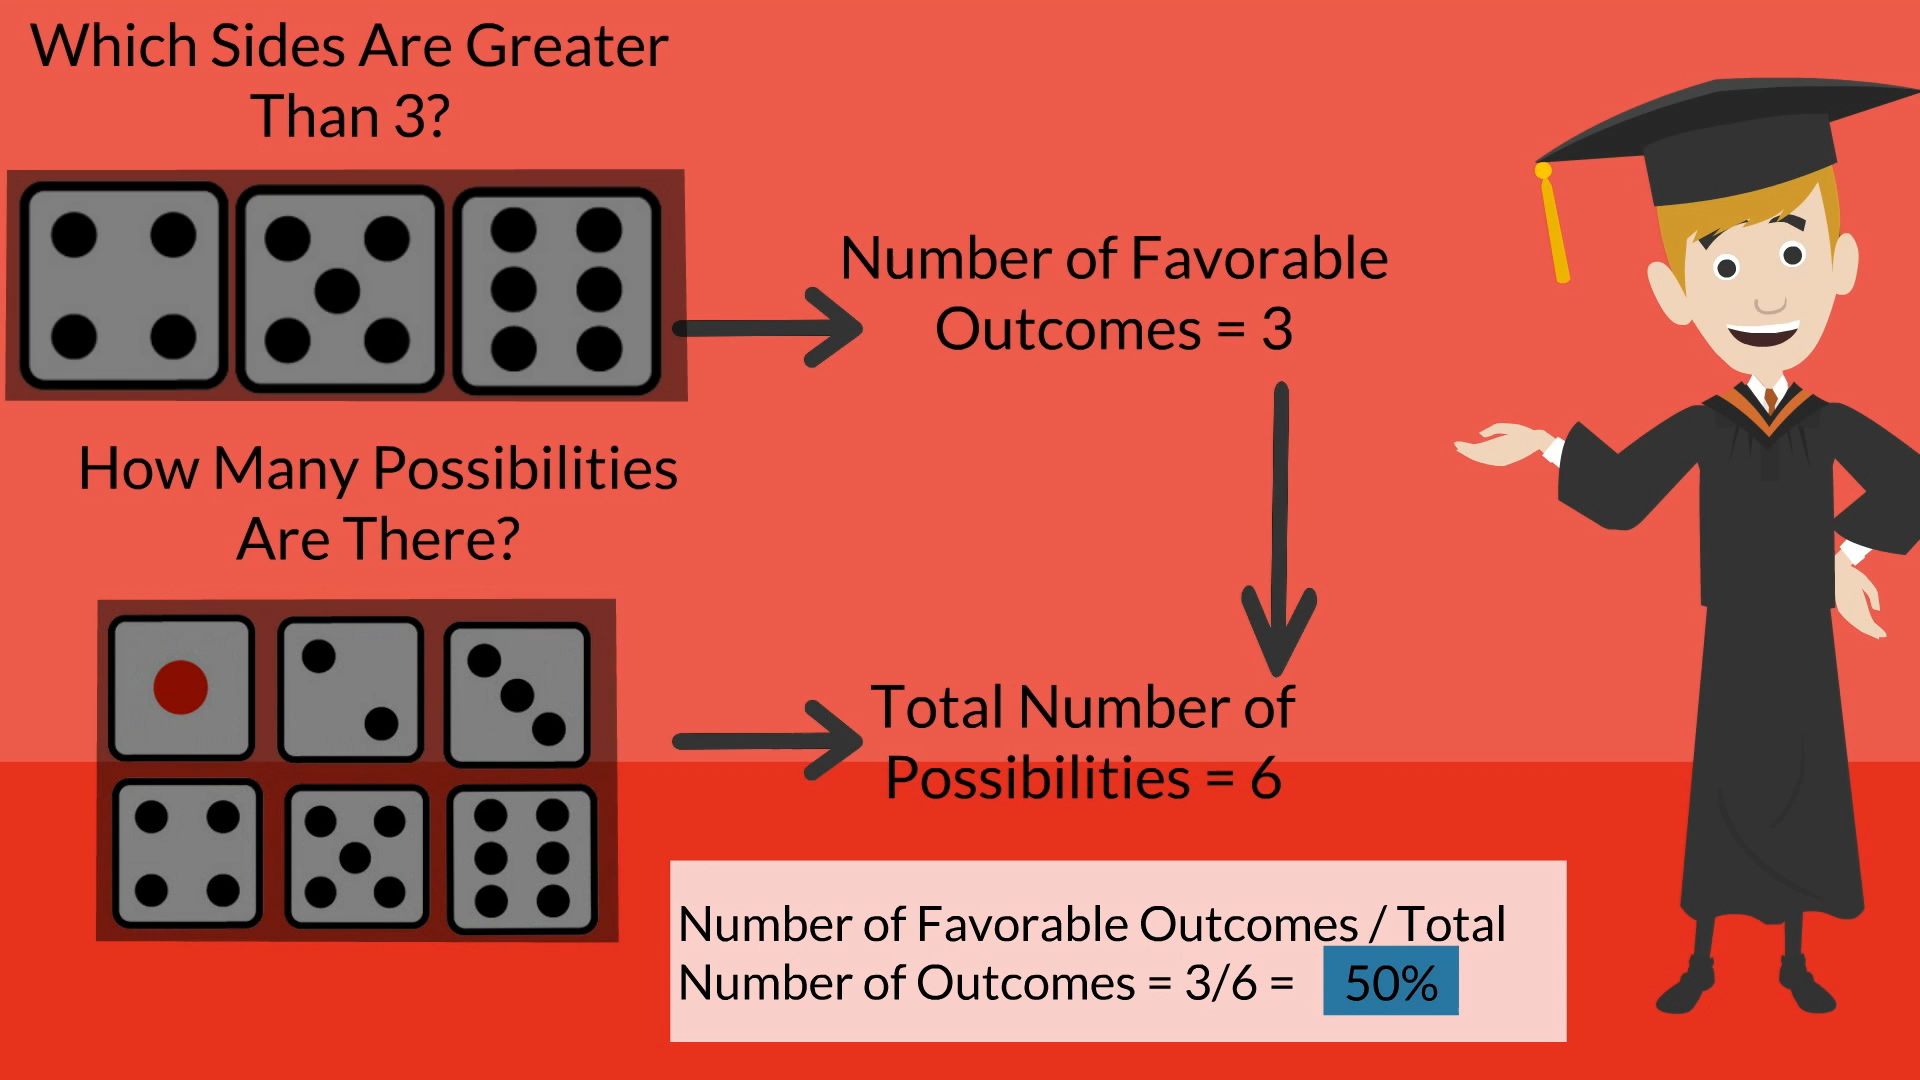 Which Sides Are Greater
Than 3?
Number of Favorable
Outcomes = 3
How Many Possibilities
Are There?
Total Number of
Possibilities = 6
Number of Favorable Outcomes / Total
Number of Outcomes = 3/6 = 50%